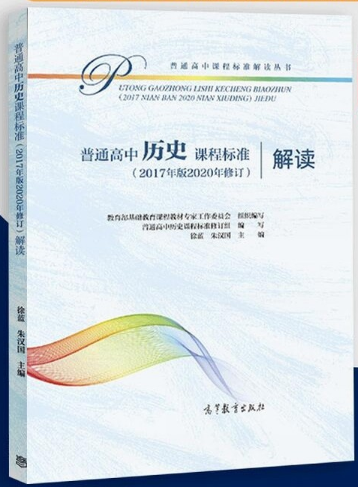 普通高中课程标准解读丛书
PUTONG GAOZHONG LISHI KECHENG BIAOZHUN
(2017 NIAN BAN 2020 NIAN XIUDING) JIEDU
普通高中历史课程标准
(2017年版2020年修订)
解读
教育部基础教育课程教材专家工作委员会 组织编写
普通高中历史课程标准修订组 编 写
徐蓝 朱汉国 主 编
高等教育出版社
普通高中历史课程标准(2017年版2020年修订)解读
徐蓝 朱汉国 主编